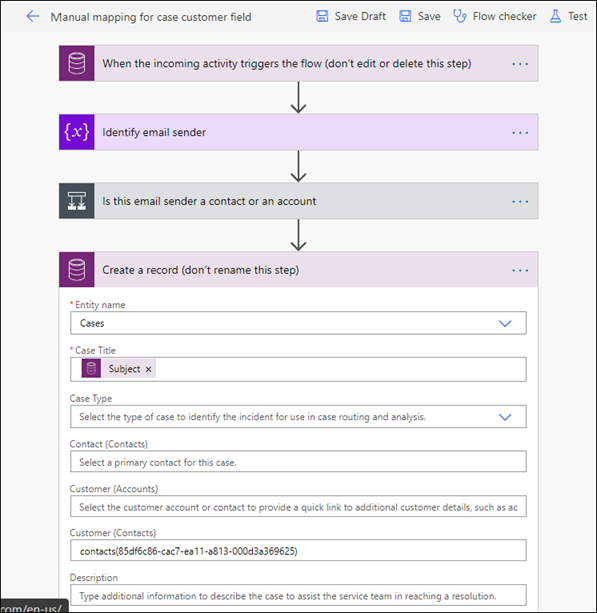 Manual mapping for case customer field
Save Draft
Save
Flow checker
Test
When the incoming activity triggers the flow (don't edit or delete this step)
{x}
Identify email sender
Is this email sender a contact or an account
Create a record (don't rename this step)
* Entity name
Cases
* Case Title
Subject ×
Case Type
Select the type of case to identify the incident for use in case routing and analysis.
Contact (Contacts)
Select a primary contact for this case.
Customer (Accounts)
Select the customer account or contact to provide a quick link to additional customer details, such as ac
Customer (Contacts)
contacts(85df6c86-cac7-ea11-a813-000d3a369625)
Description
Type additional information to describe the case to assist the service team in reaching a resolution.
.com/en-us/